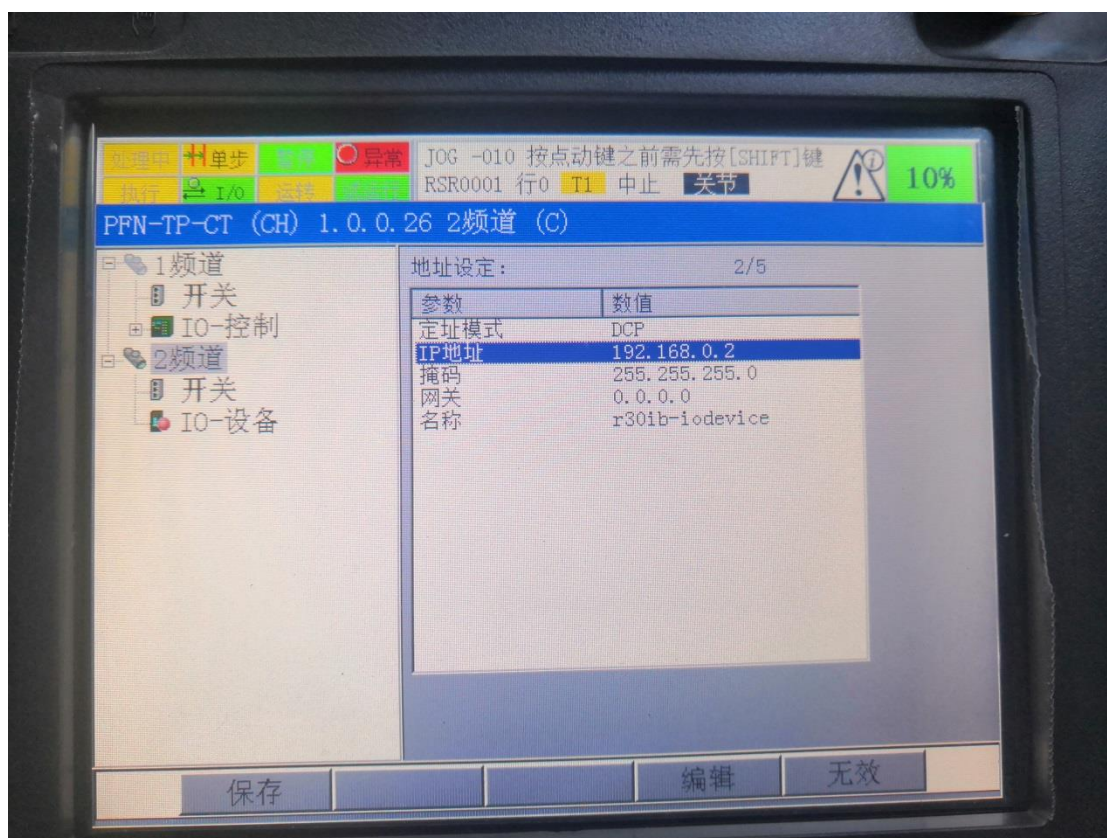 处理中 单步 暂停 异常 JOG -010 按点动键之前需先按[SHIFT]键
执行 I/O 运转 RSR0001 行0 T1 中止 关节 10%
PFN-TP-CT (CH) 1.0.0.26 2频道 (C)
1频道
开关
IO-控制
2频道
开关
IO-设备
地址设定: 2/5
参数 数值
定址模式 DCP
IP地址 192.168.0.2
掩码 255.255.255.0
网关 0.0.0.0
名称 r30ib-iodevice
保存 编辑 无效